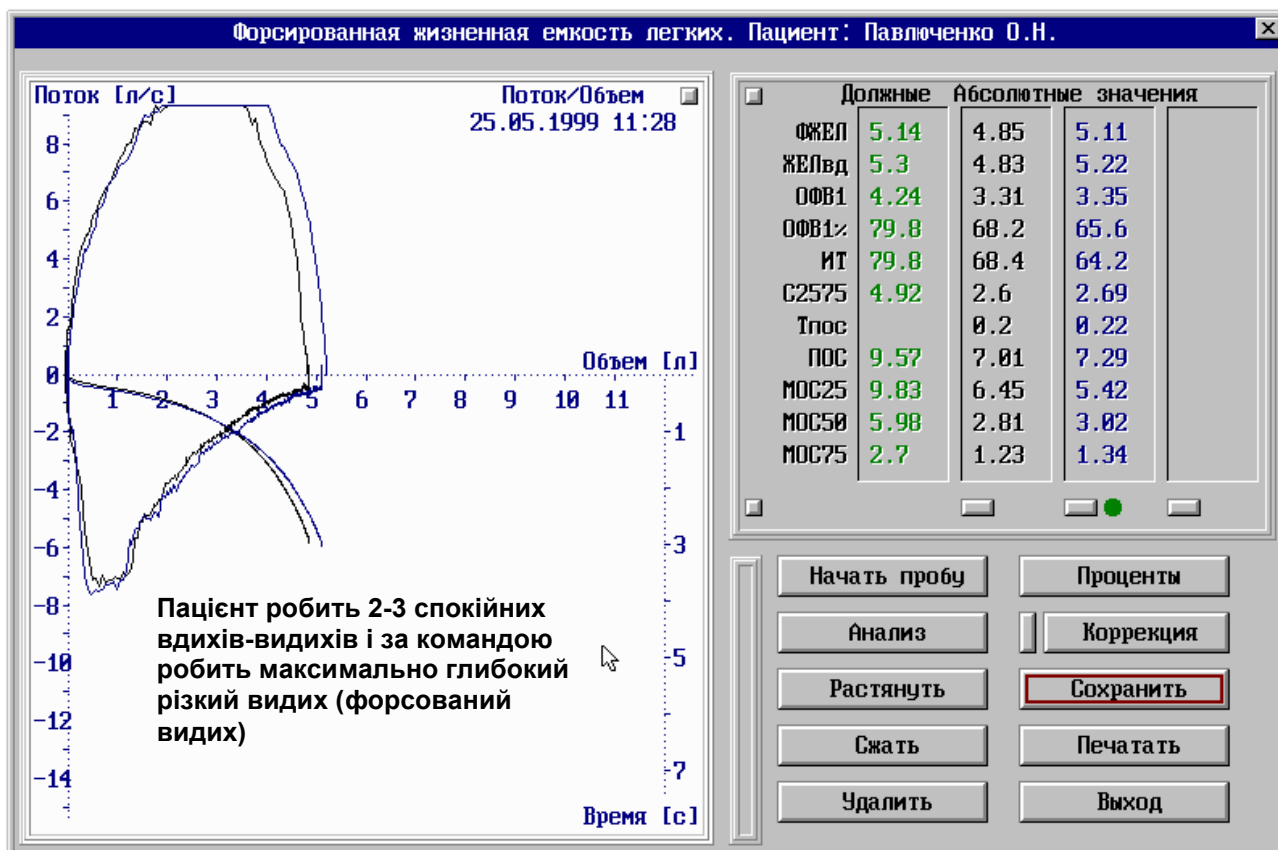 Форсированная жизненная емкость легких. Пациент: Павлюченко О.Н.
Поток [л/с]
Поток/Объем
25.05.1999 11:28
8
6
4
2
0
Объем [л]
1 2 3 4 5 6 7 8 9 10 11
-2
-4
-6
-8
-10
-12
-14
-1
-3
-5
-7
Время [с]
Пацієнт робить 2-3 спокійних
вдихів-видихів і за командою
робить максимально глибокий
різкий видих (форсований
видих)
Должные Абсолютные значения
ФЖЕЛ 5.14 4.85 5.11
ЖЕЛвд 5.3 4.83 5.22
ОФВ1 4.24 3.31 3.35
ОФВ1% 79.8 68.2 65.6
ИТ 79.8 68.4 64.2
С2575 4.92 2.6 2.69
Тпос 0.2 0.22
ПОС 9.57 7.01 7.29
МОС25 9.83 6.45 5.42
МОС50 5.98 2.81 3.02
МОС75 2.7 1.23 1.34
Начать пробу Проценты
Анализ Коррекция
Растянуть Сохранить
Сжать Печатать
Удалить Выход